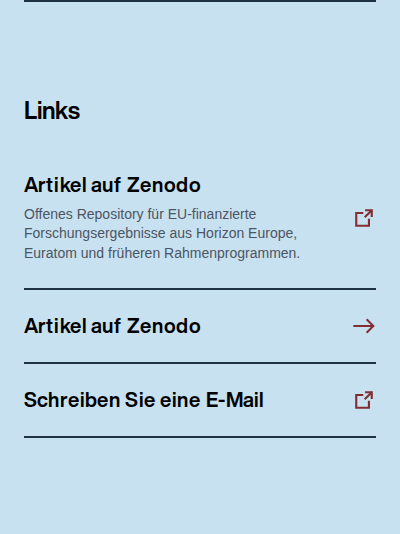 Links
Artikel auf Zenodo
Offenes Repository für EU-finanzierte
Forschungsergebnisse aus Horizon Europe,
Euratom und früheren Rahmenprogrammen.
Artikel auf Zenodo
Schreiben Sie eine E-Mail